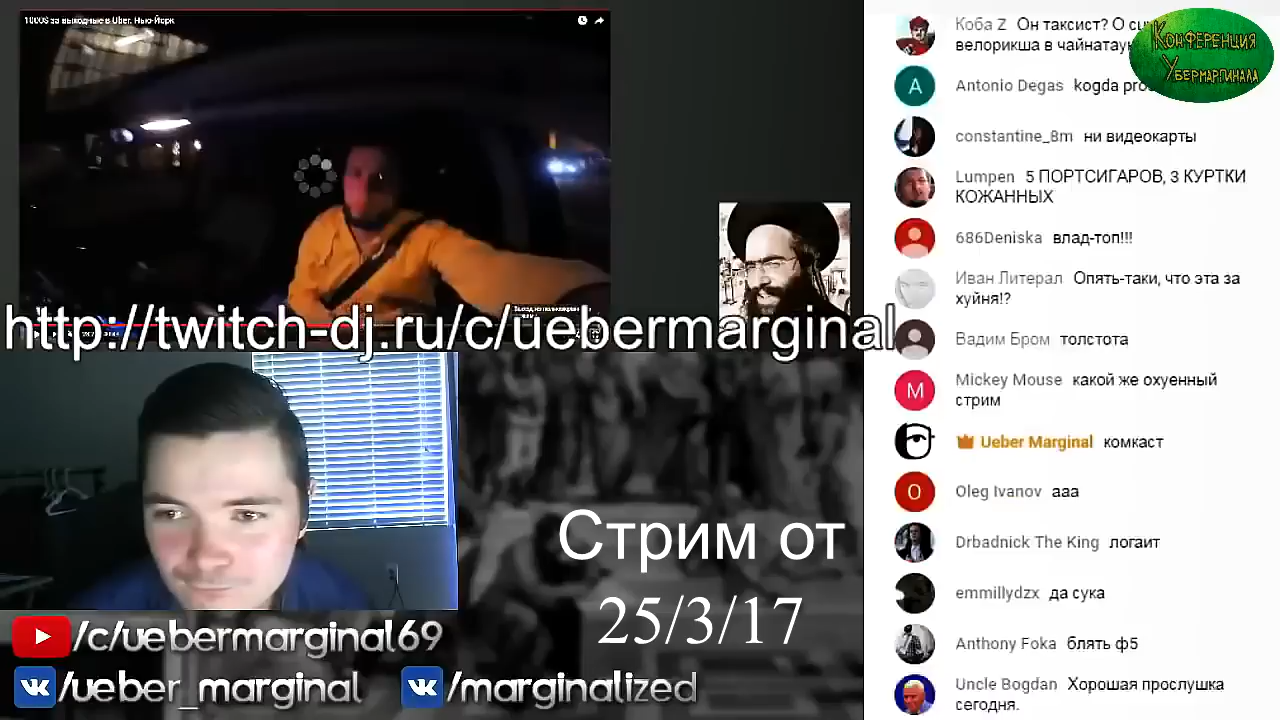 1000$ за выходные в Uber. Нью-Йорк
http://twitch-dj.ru/c/uebermarginal
Стрим от
25/3/17
/c/uebermarginal69
/ueber_marginal
/marginalized
Конференция
Убермаргинала
Коба Z Он таксист? О
велорикша в чайнатау
Antonio Degas kogda
constantine_8m ни видеокарты
Lumpen 5 ПОРТСИГАРОВ, 3 КУРТКИ
КОЖАННЫХ
686Deniska влад-топ!!!
Иван Литерал Опять-таки, что эта за
хуйня!?
Вадим Бром толстота
Mickey Mouse какой же охуенный
стрим
Ueber Marginal комкаст
Oleg Ivanov ааа
Drbadnick The King логаит
emmillydzx да сука
Anthony Foka блять ф5
Uncle Bogdan Хорошая прослушка
сегодня.